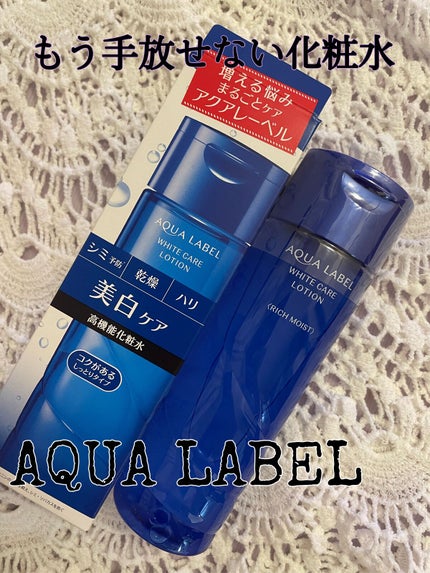 もう手放せない化粧水
増える悩み
まるごとケア
アクアレーベル
AQUA LABEL
WHITE CARE
LOTION
シミ予防 乾燥 ハリ
美白ケア
高機能化粧水
コクがある
しっとりタイプ
AQUA LABEL
WHITE CARE
LOTION
〈RICH MOIST〉
AQUA LABEL